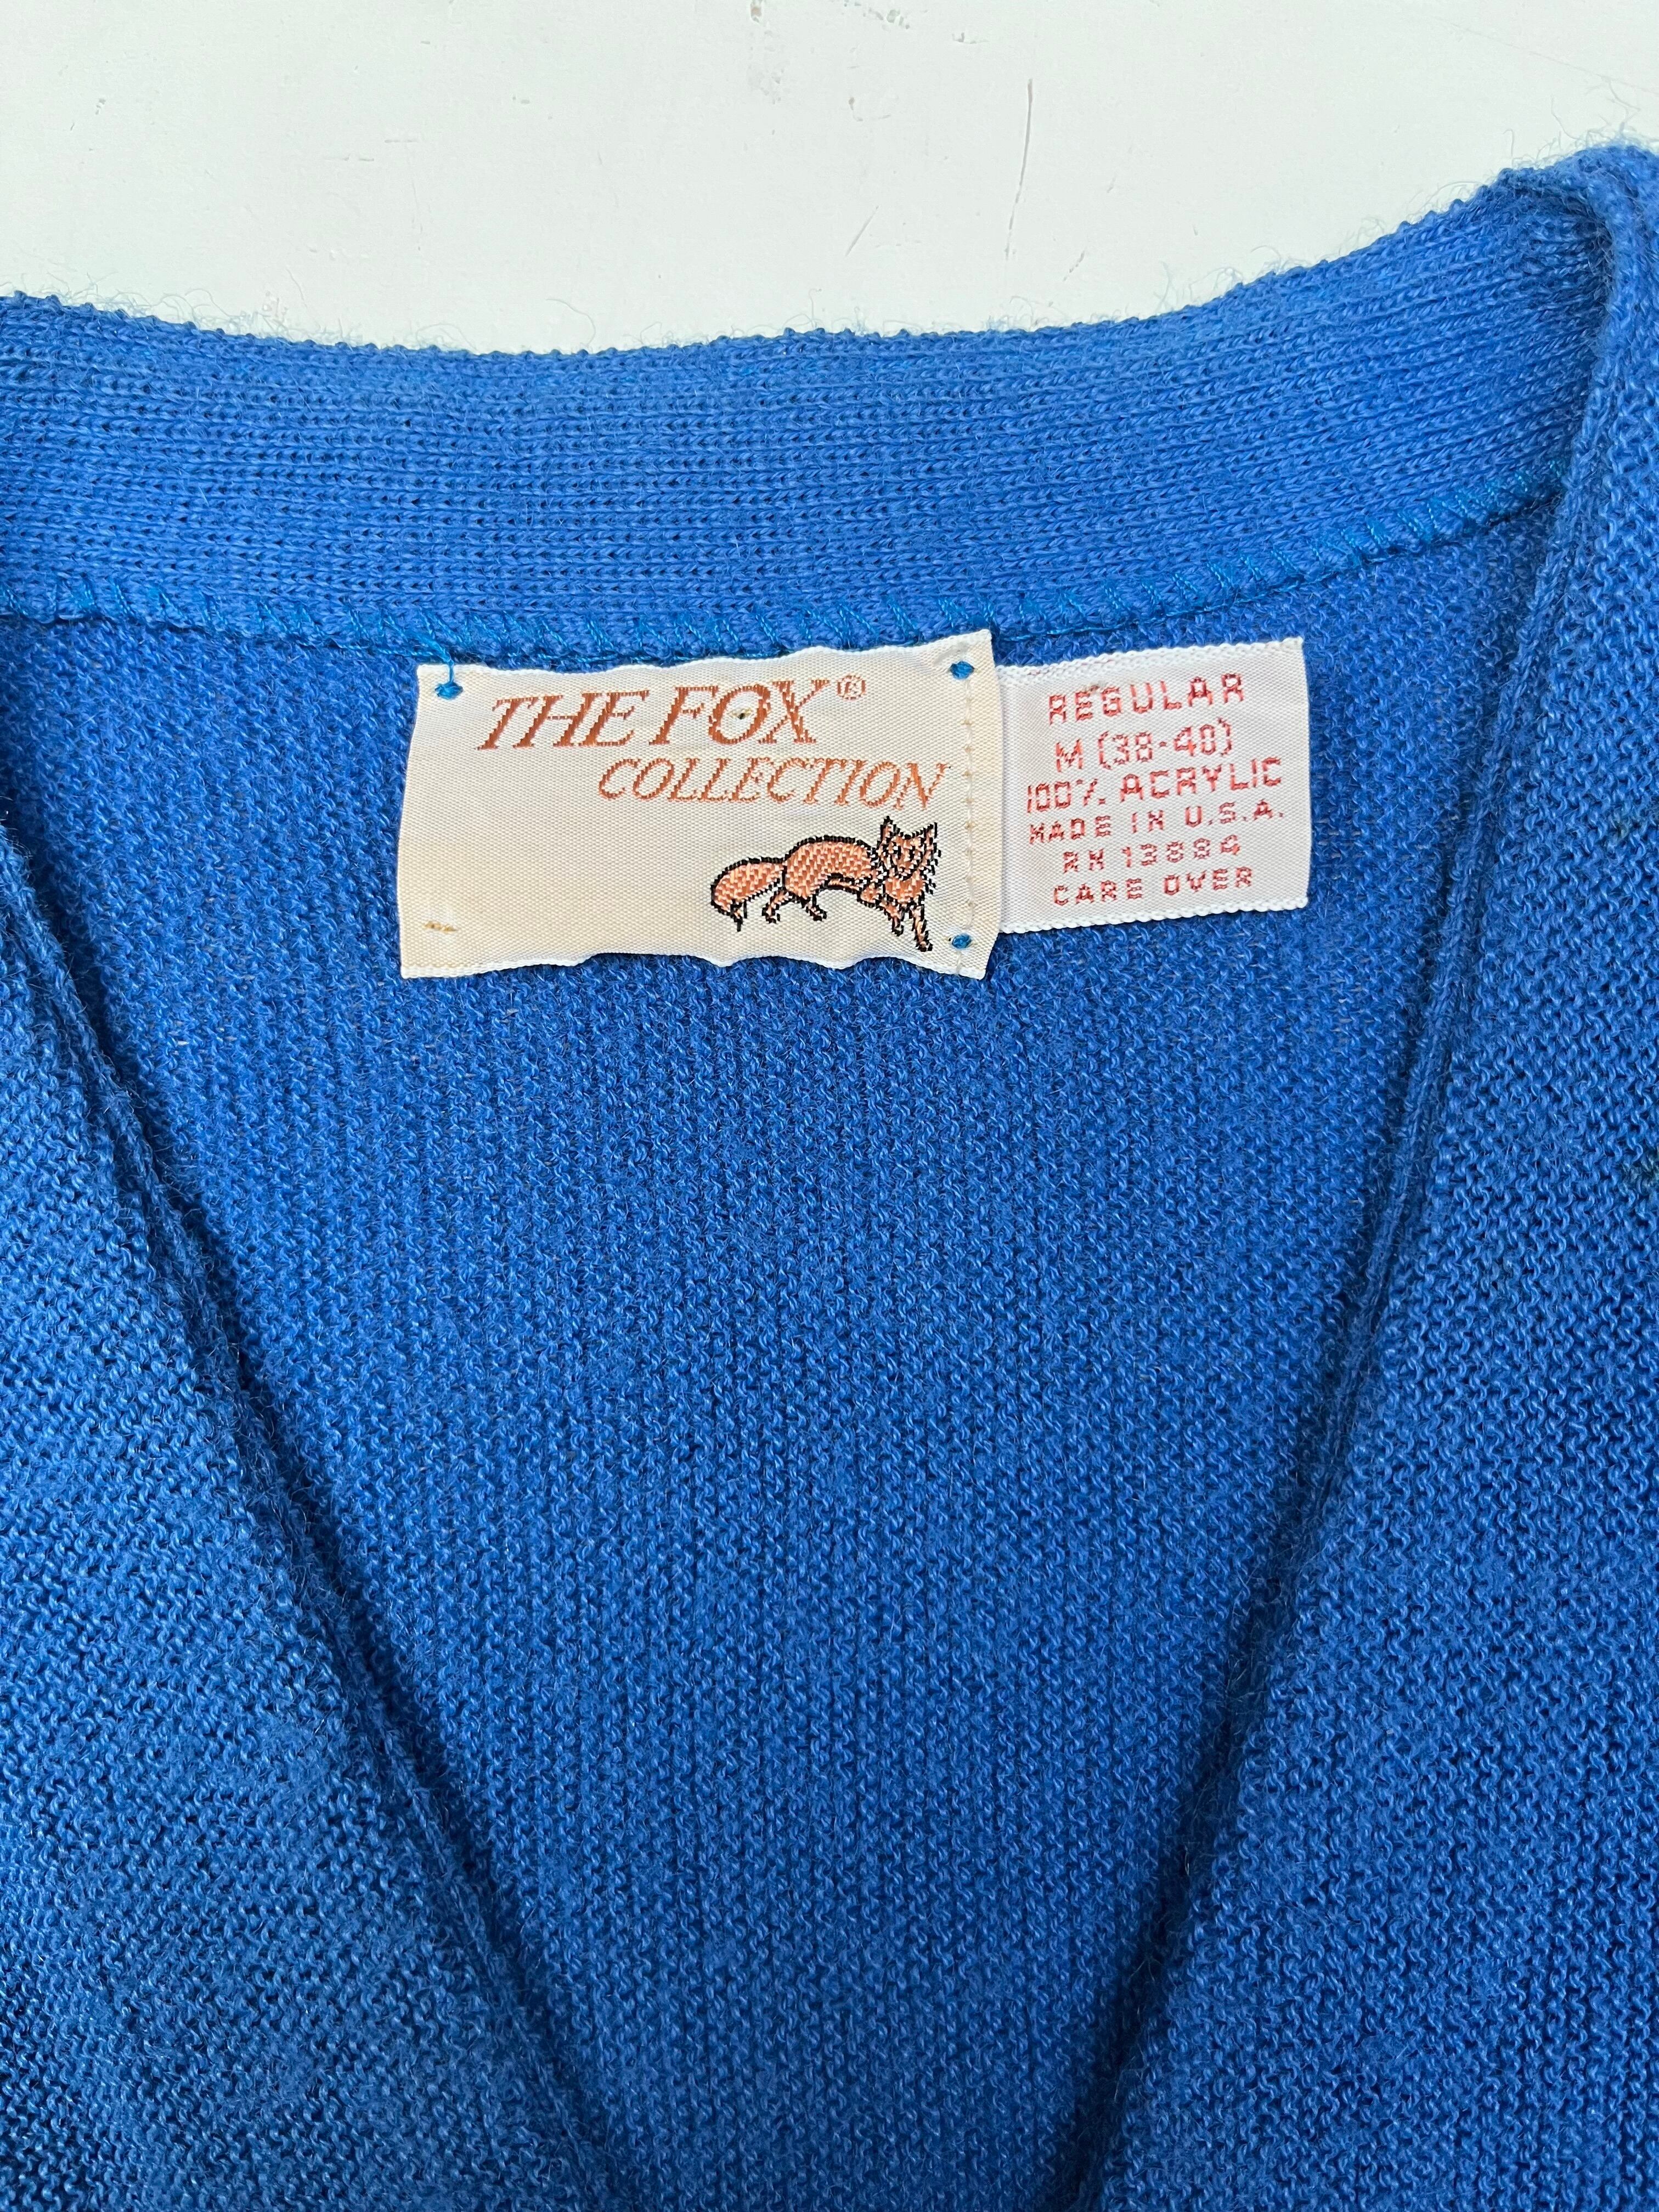 THE FOX®
COLLECTION
REGULAR
M (38-40)
100% ACRYLIC
MADE IN U.S.A.
RN 13884
CARE OVER